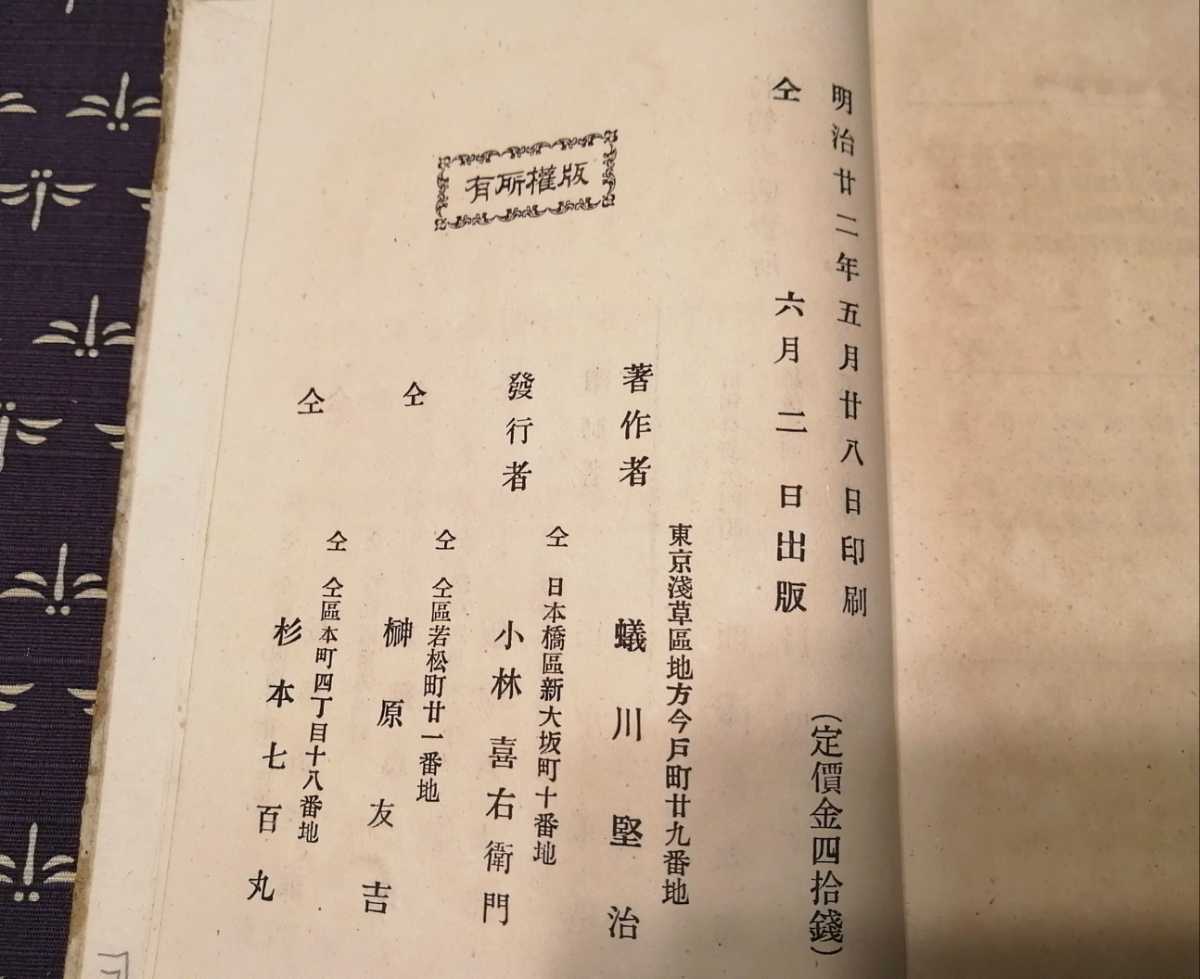 明治廿二年五月廿八日印刷
仝 六月二日出版
（定價金四拾錢）
東京淺草區地方今戸町廿九番地
著作者 蟻川堅治
仝 日本橋區新大坂町十番地
發行者 小林喜右衛門
仝 仝區若松町廿一番地
仝 榊原友吉
仝 仝區本町四丁目十八番地
仝 杉本七百丸
版權所有